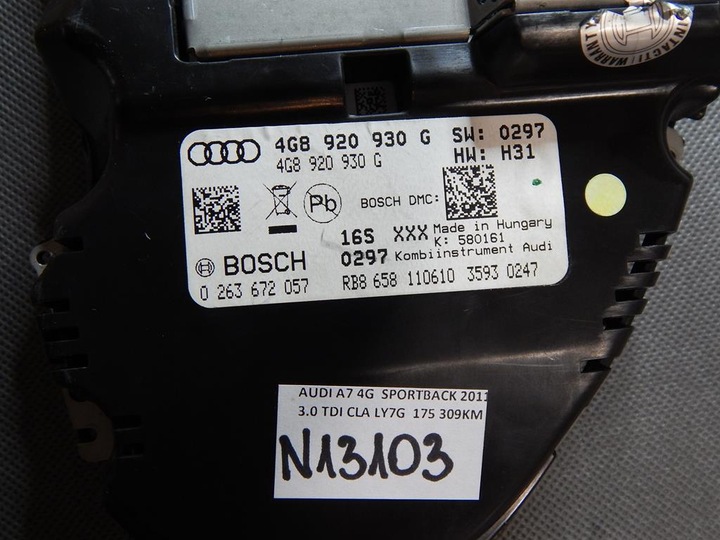 INTACT! WARRANTY
4G8 920 930 G SW: 0297
4G8 920 930 G HW: H31
Pb BOSCH DMC:
16S XXX Made in Hungary
K: 580161
BOSCH 0297 Kombiinstrument Audi
0 263 672 057 RB8 658 110610 3593 0247
AUDI A7 4G SPORTBACK 2011
3.0 TDI CLA LY7G 175 309KM
N13103